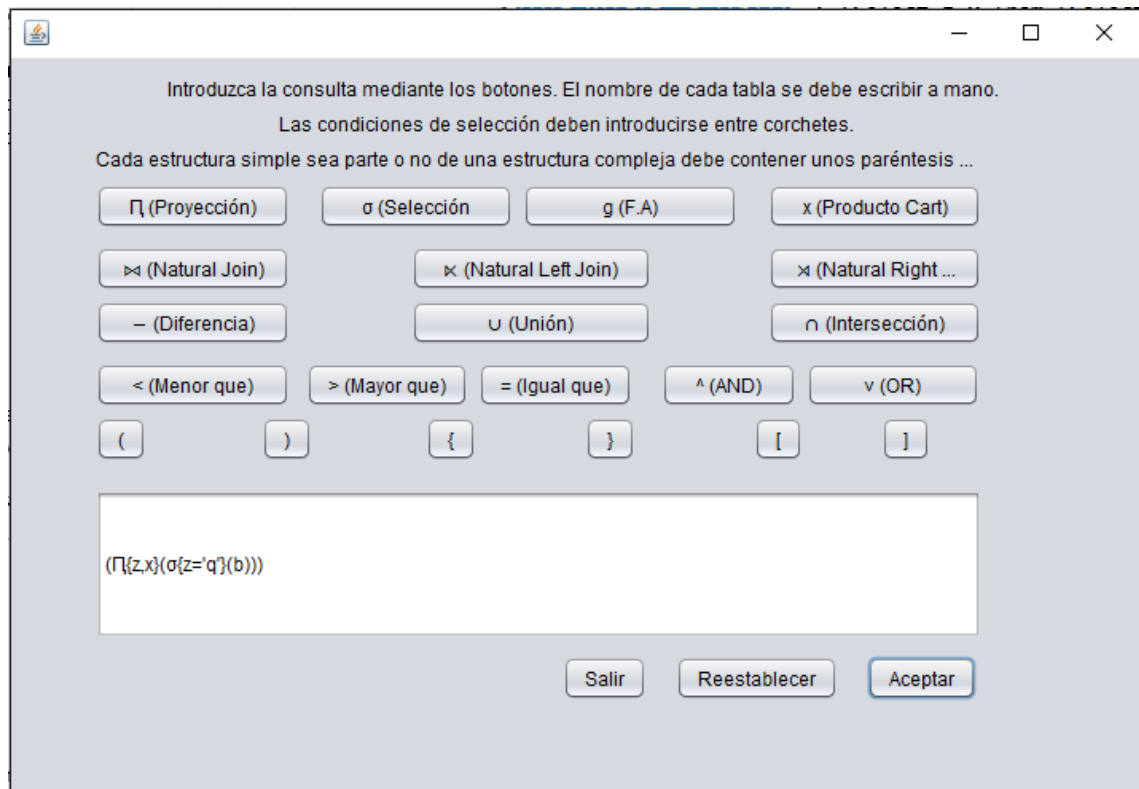 Introduzca la consulta mediante los botones. El nombre de cada tabla se debe escribir a mano.
Las condiciones de selección deben introducirse entre corchetes.
Cada estructura simple sea parte o no de una estructura compleja debe contener unos paréntesis ...
Ԥ (Proyección) σ (Selección g (F.A) x (Producto Cart)
⋈ (Natural Join) ⋉ (Natural Left Join) ⋊ (Natural Right ...
− (Diferencia) ∪ (Unión) ∩ (Intersección)
< (Menor que) > (Mayor que) = (Igual que) ^ (AND) v (OR)
( ) { } [ ]
(Ԥ{z,x}(σ{z='q'}(b)))
Salir Reestablecer Aceptar